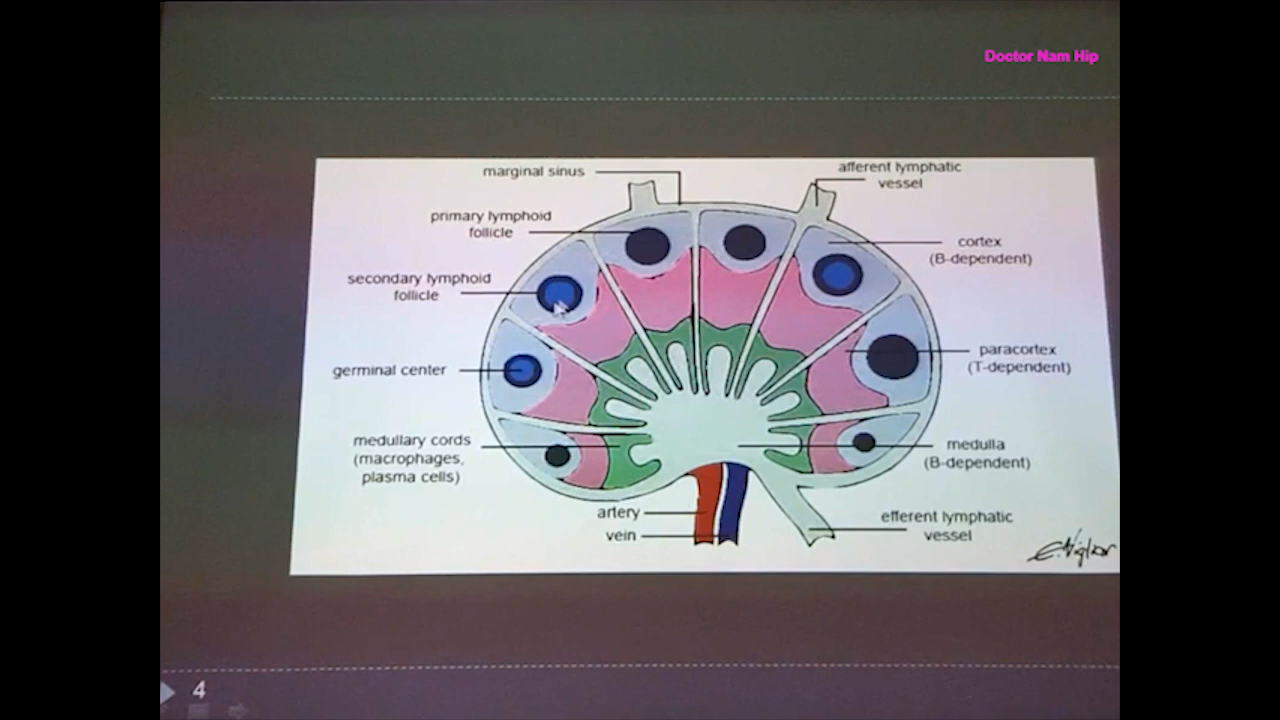 Doctor Nam Hip
marginal sinus
afferent lymphatic
vessel
primary lymphoid
follicle
cortex
(B-dependent)
secondary lymphoid
follicle
paracortex
(T-dependent)
germinal center
medullary cords
(macrophages,
plasma cells)
medulla
(B-dependent)
artery
vein
efferent lymphatic
vessel
4